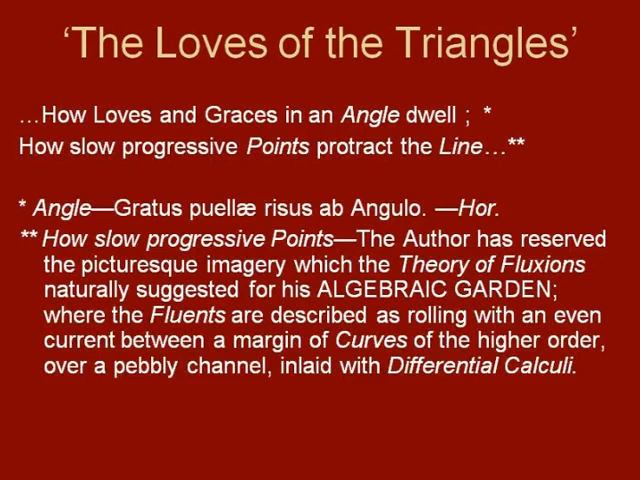 ‘The Loves of the Triangles’
…How Loves and Graces in an Angle dwell ; *
How slow progressive Points protract the Line…**
* Angle—Gratus puellæ risus ab Angulo. —Hor.
** How slow progressive Points—The Author has reserved
the picturesque imagery which the Theory of Fluxions
naturally suggested for his ALGEBRAIC GARDEN;
where the Fluents are described as rolling with an even
current between a margin of Curves of the higher order,
over a pebbly channel, inlaid with Differential Calculi.